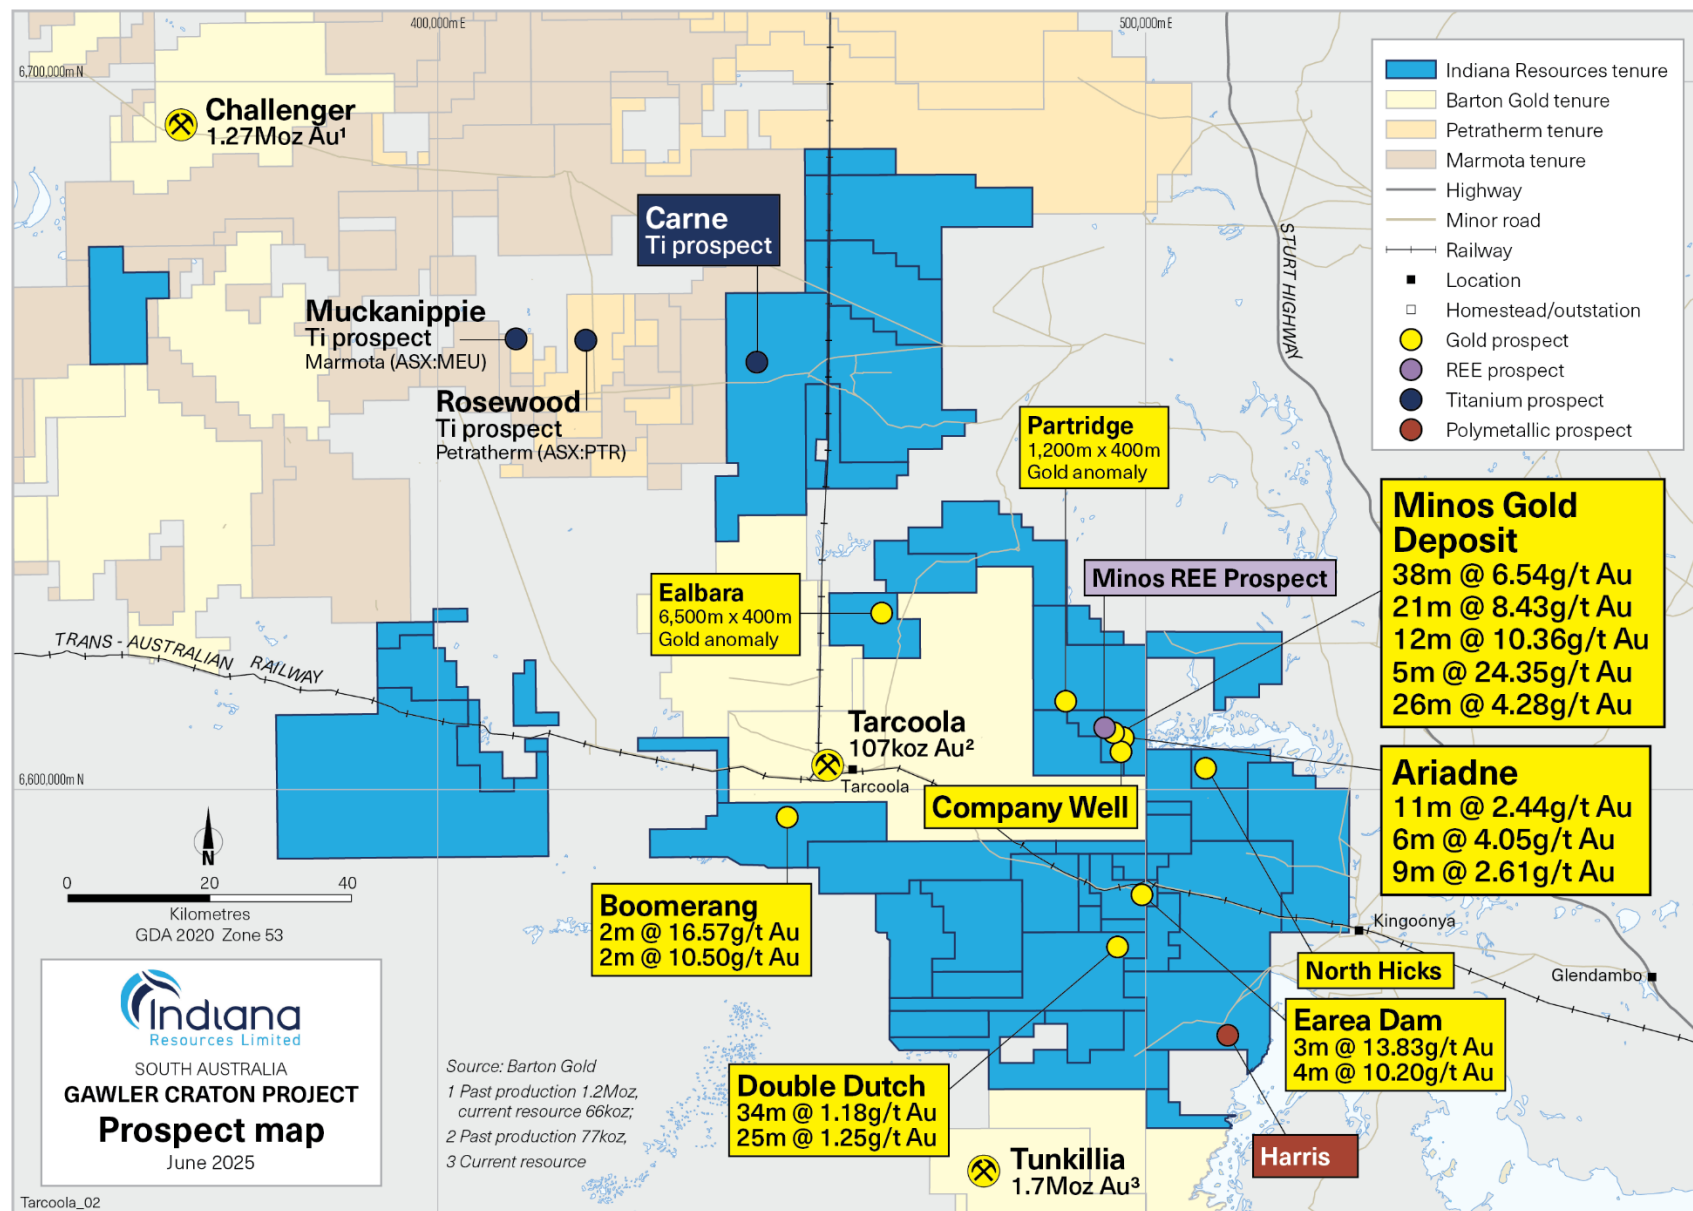 400,000m E
500,000m E
6,700,000m N
Challenger
1.27Moz Au¹
Indiana Resources tenure
Barton Gold tenure
Petratherm tenure
Marmota tenure
Highway
Minor road
Railway
Location
Homestead/outstation
Gold prospect
REE prospect
Titanium prospect
Polymetallic prospect
STURT HIGHWAY
Carne
Ti prospect
Muckanippie
Ti prospect
Marmota (ASX:MEU)
Rosewood
Ti prospect
Petratherm (ASX:PTR)
Partridge
1,200m x 400m
Gold anomaly
Minos Gold
Deposit
38m @ 6.54g/t Au
21m @ 8.43g/t Au
12m @ 10.36g/t Au
5m @ 24.35g/t Au
26m @ 4.28g/t Au
Minos REE Prospect
Ealbara
6,500m x 400m
Gold anomaly
TRANS - AUSTRALIAN RAILWAY
Tarcoola
107koz Au²
Tarcoola
6,600,000m N
Company Well
Ariadne
11m @ 2.44g/t Au
6m @ 4.05g/t Au
9m @ 2.61g/t Au
N
0 20 40
Kilometres
GDA 2020 Zone 53
Boomerang
2m @ 16.57g/t Au
2m @ 10.50g/t Au
Kingoonya
Glendambo
North Hicks
Earea Dam
3m @ 13.83g/t Au
4m @ 10.20g/t Au
Double Dutch
34m @ 1.18g/t Au
25m @ 1.25g/t Au
Harris
Tunkillia
1.7Moz Au³
Indiana
Resources Limited
SOUTH AUSTRALIA
GAWLER CRATON PROJECT
Prospect map
June 2025
Source: Barton Gold
1 Past production 1.2Moz,
current resource 66koz;
2 Past production 77koz,
3 Current resource
Tarcoola_02